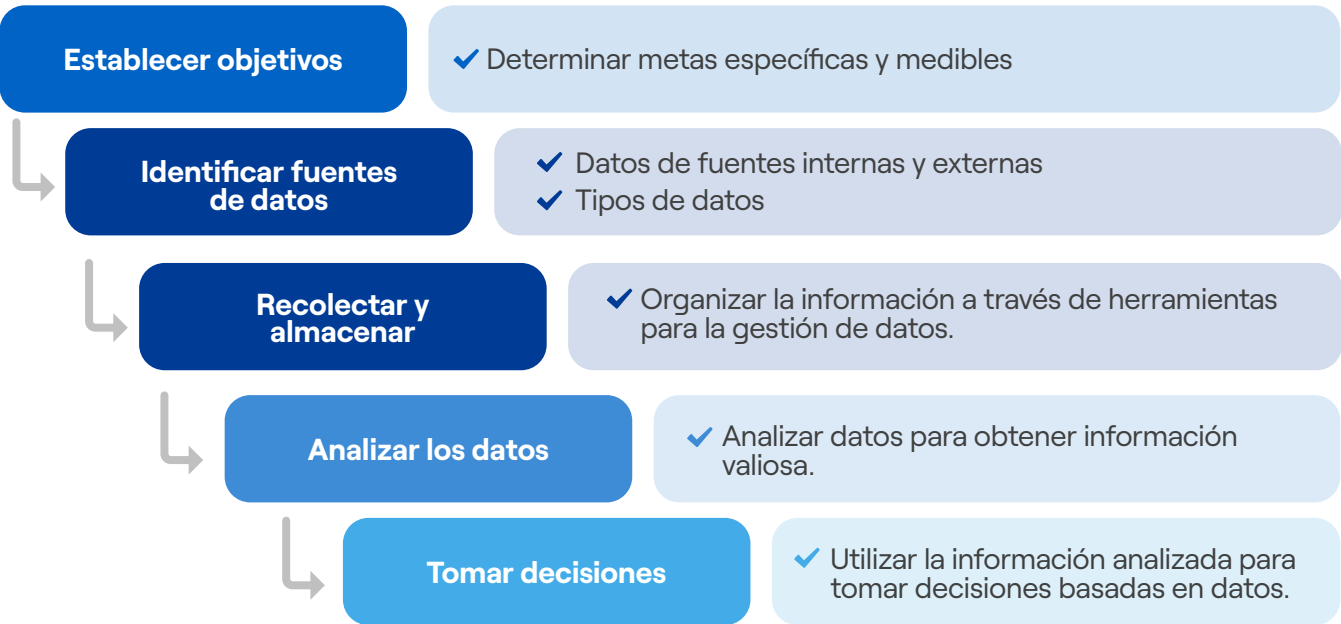 Establecer objetivos
Determinar metas específicas y medibles
Identificar fuentes
de datos
Datos de fuentes internas y externas
Tipos de datos
Recolectar y
almacenar
Organizar la información a través de herramientas
para la gestión de datos.
Analizar los datos
Analizar datos para obtener información
valiosa.
Tomar decisiones
Utilizar la información analizada para
tomar decisiones basadas en datos.